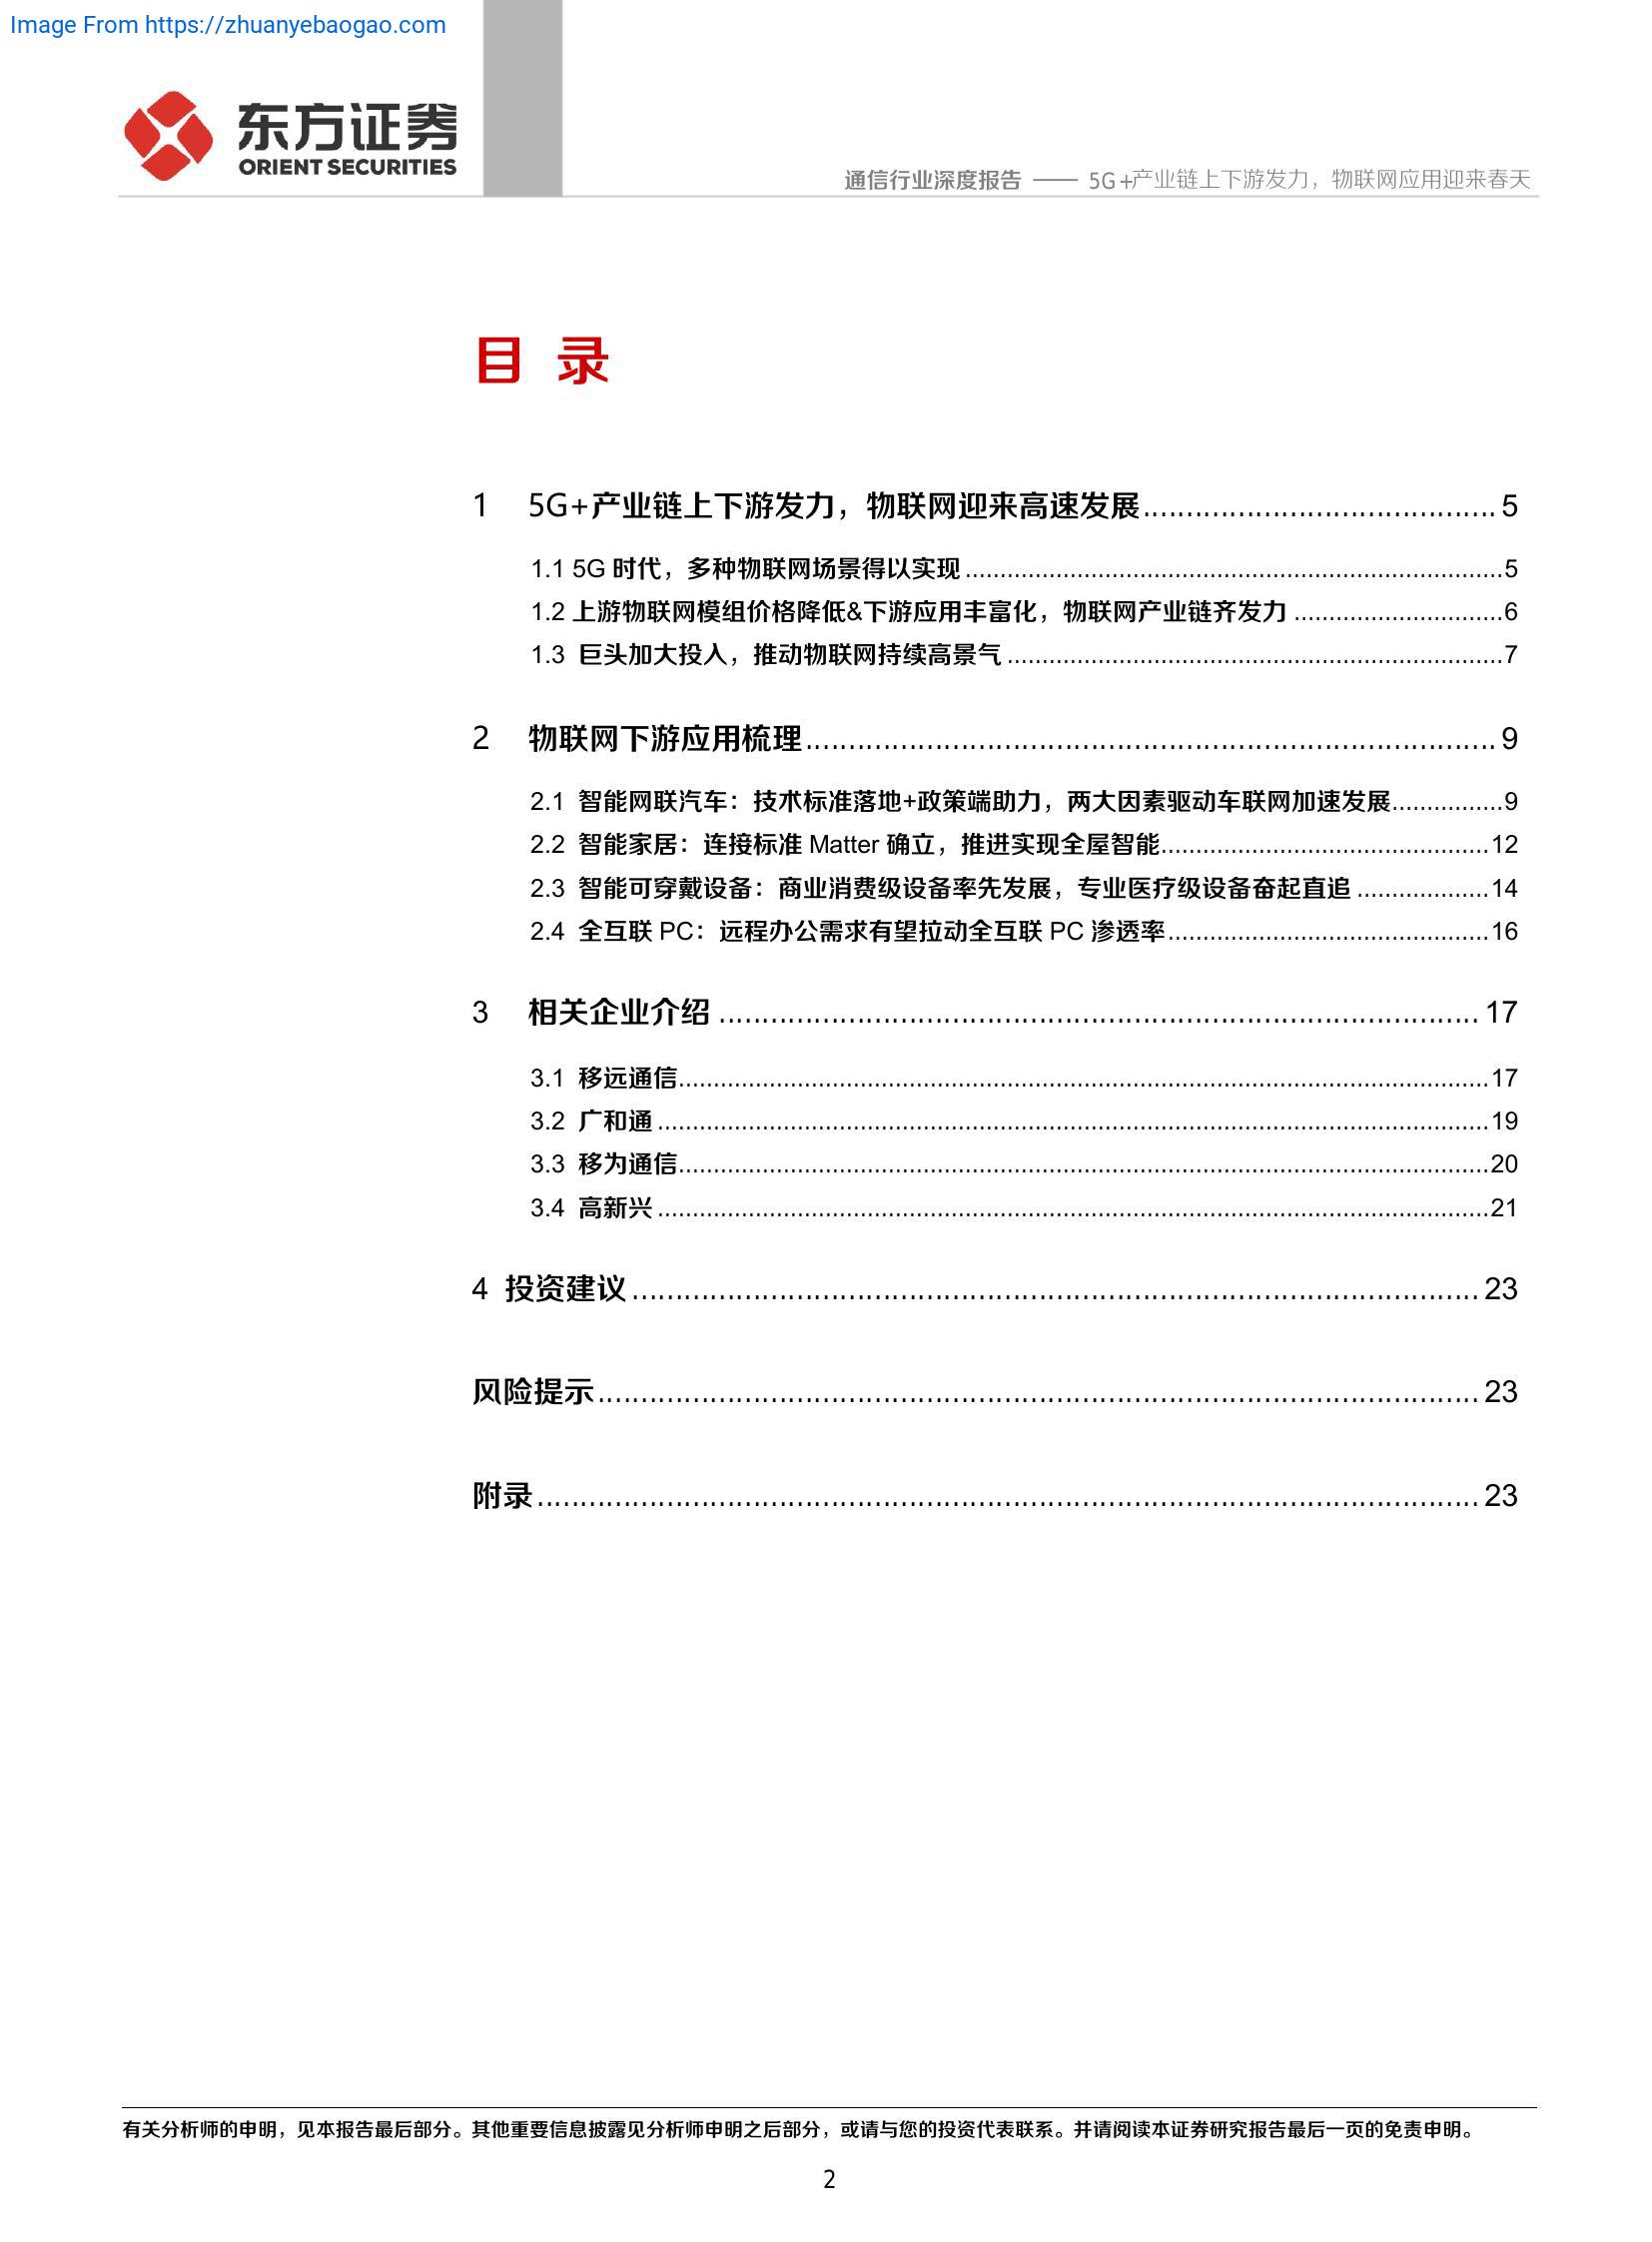 Image From https://zhuanyebaogao.com
东方证券
ORIENT SECURITIES
通信行业深度报告 —— 5G+产业链上下游发力，物联网应用迎来春天
目 录
1 5G+产业链上下游发力，物联网迎来高速发展 5
1.1 5G 时代，多种物联网场景得以实现 5
1.2 上游物联网模组价格降低&下游应用丰富化，物联网产业链齐发力 6
1.3 巨头加大投入，推动物联网持续高景气 7
2 物联网下游应用梳理 9
2.1 智能网联汽车：技术标准落地+政策端助力，两大因素驱动车联网加速发展 9
2.2 智能家居：连接标准 Matter 确立，推进实现全屋智能 12
2.3 智能可穿戴设备：商业消费级设备率先发展，专业医疗级设备奋起直追 14
2.4 全互联 PC：远程办公需求有望拉动全互联 PC 渗透率 16
3 相关企业介绍 17
3.1 移远通信 17
3.2 广和通 19
3.3 移为通信 20
3.4 高新兴 21
4 投资建议 23
风险提示 23
附录 23
有关分析师的申明，见本报告最后部分。其他重要信息披露见分析师申明之后部分，或请与您的投资代表联系。并请阅读本证券研究报告最后一页的免责申明。
2